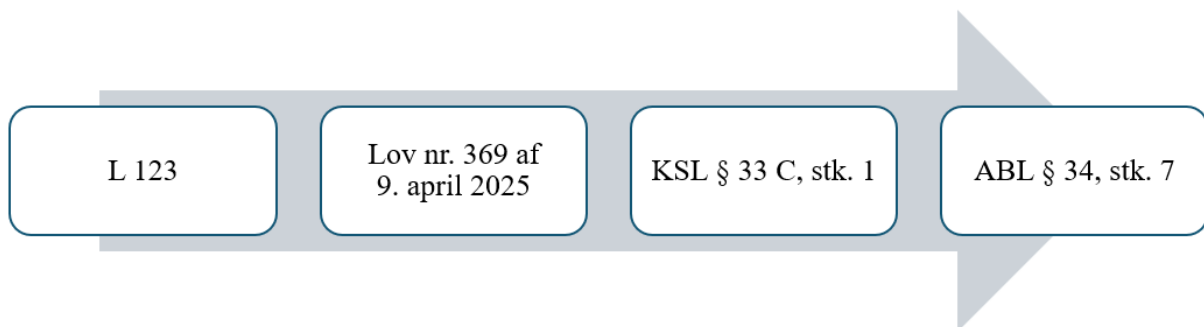 L 123
Lov nr. 369 af
9. april 2025
KSL § 33 C, stk. 1
ABL § 34, stk. 7